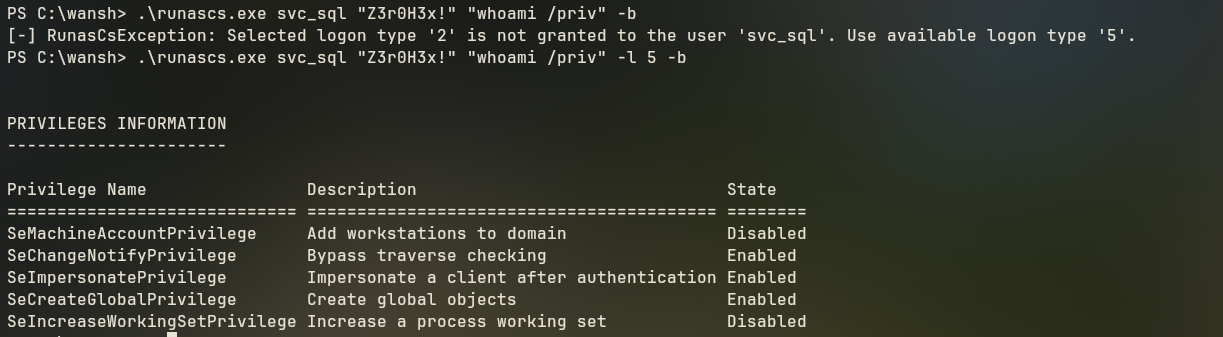 PS C:\wansh> .\runascs.exe svc_sql "Z3r0H3x!" "whoami /priv" -b
[-] RunasCsException: Selected logon type '2' is not granted to the user 'svc_sql'. Use available logon type '5'.
PS C:\wansh> .\runascs.exe svc_sql "Z3r0H3x!" "whoami /priv" -l 5 -b
PRIVILEGES INFORMATION
----------------------
Privilege Name                Description                               State
============================= ========================================= ========
SeMachineAccountPrivilege     Add workstations to domain                Disabled
SeChangeNotifyPrivilege       Bypass traverse checking                  Enabled
SeImpersonatePrivilege        Impersonate a client after authentication Enabled
SeCreateGlobalPrivilege       Create global objects                     Enabled
SeIncreaseWorkingSetPrivilege Increase a process working set            Disabled